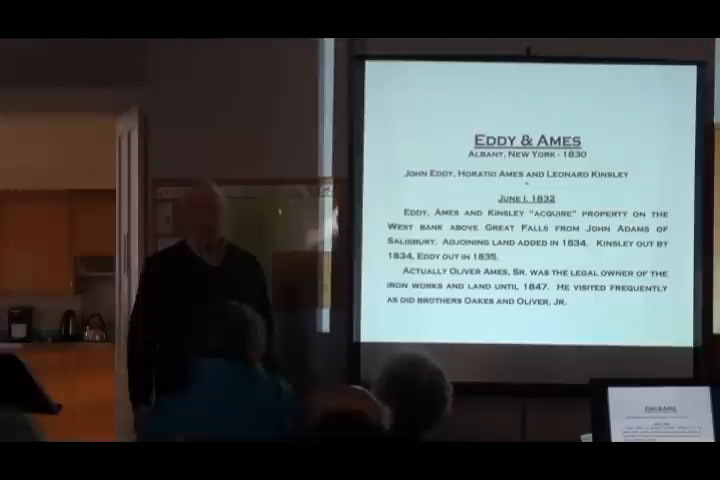 EDDY & AMES
ALBANY, NEW YORK - 1830
JOHN EDDY, HORATIO AMES AND LEONARD KINSLEY
-
JUNE 1, 1832
EDDY, AMES AND KINSLEY "ACQUIRE" PROPERTY ON THE
WEST BANK ABOVE GREAT FALLS FROM JOHN ADAMS OF
SALISBURY. ADJOINING LAND ADDED IN 1834. KINSLEY OUT BY
1834, EDDY OUT IN 1835.
ACTUALLY OLIVER AMES, SR. WAS THE LEGAL OWNER OF THE
IRON WORKS AND LAND UNTIL 1847. HE VISITED FREQUENTLY
AS DID BROTHERS OAKES AND OLIVER, JR.
EDDY & AMES